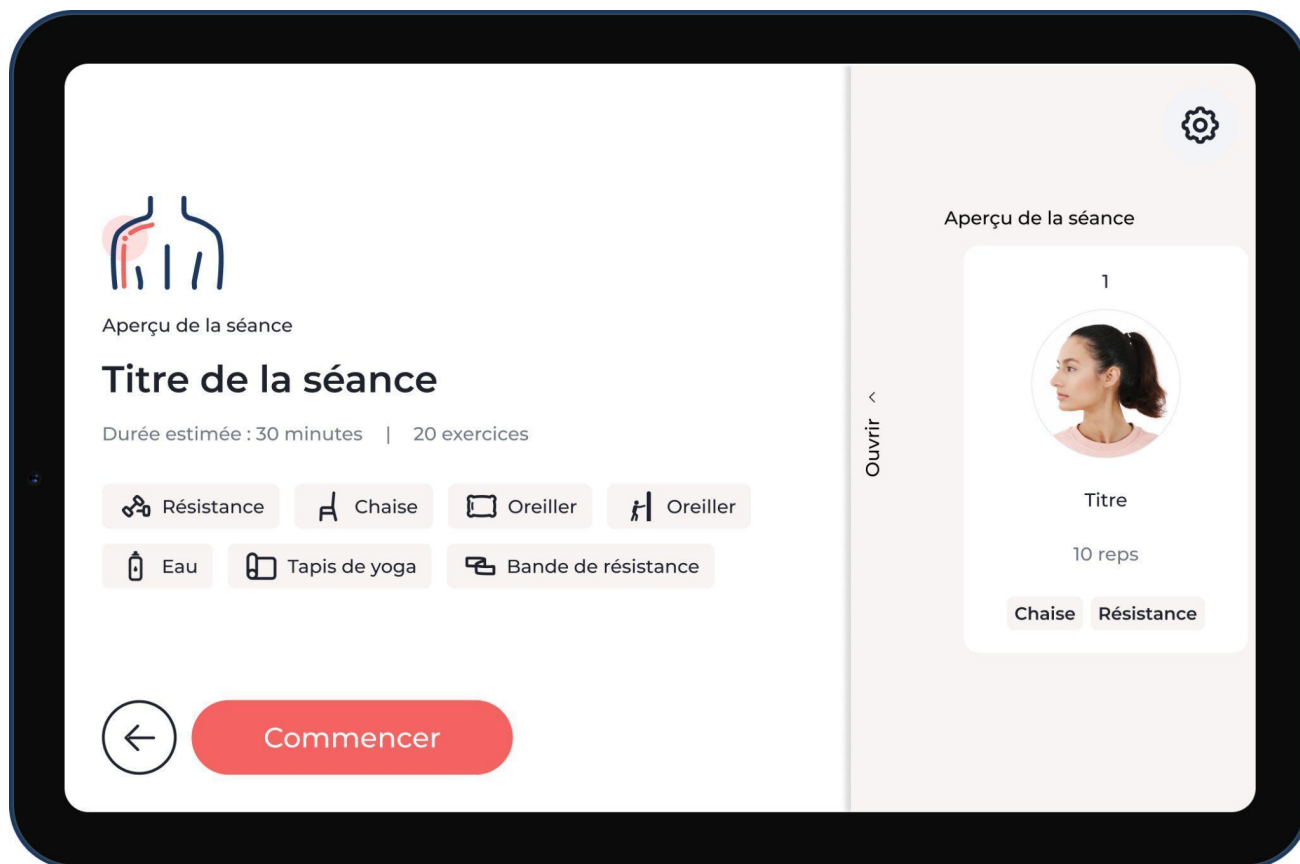 Aperçu de la séance
Titre de la séance
Durée estimée : 30 minutes | 20 exercices
Résistance Chaise Oreiller Oreiller
Eau Tapis de yoga Bande de résistance
Commencer
Ouvrir
Aperçu de la séance
1
Titre
10 reps
Chaise Résistance